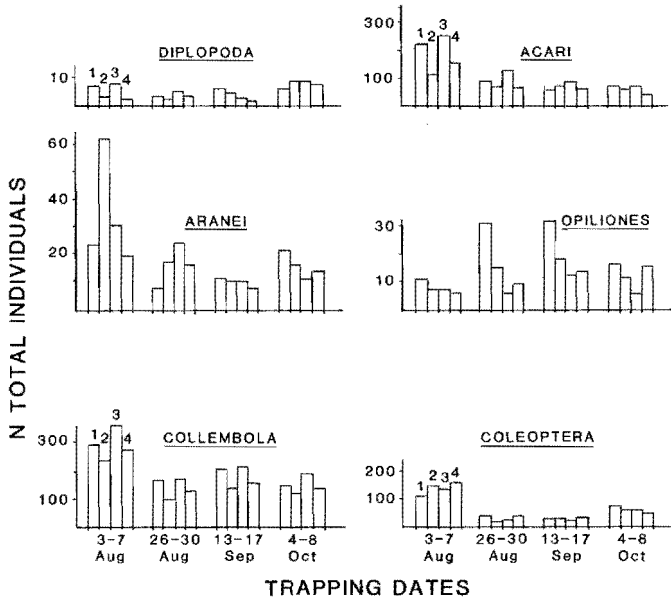 DIPLOPODA
10
1 2 3 4
ACARI
300
100
1 2 3 4
N TOTAL INDIVIDUALS
ARANEI
60
40
20
OPILIONES
30
10
COLLEMBOLA
300
100
1 2 3 4
COLEOPTERA
200
100
1 2 3 4
3-7 26-30 13-17 4-8
Aug Aug Sep Oct
3-7 26-30 13-17 4-8
Aug Aug Sep Oct
TRAPPING DATES